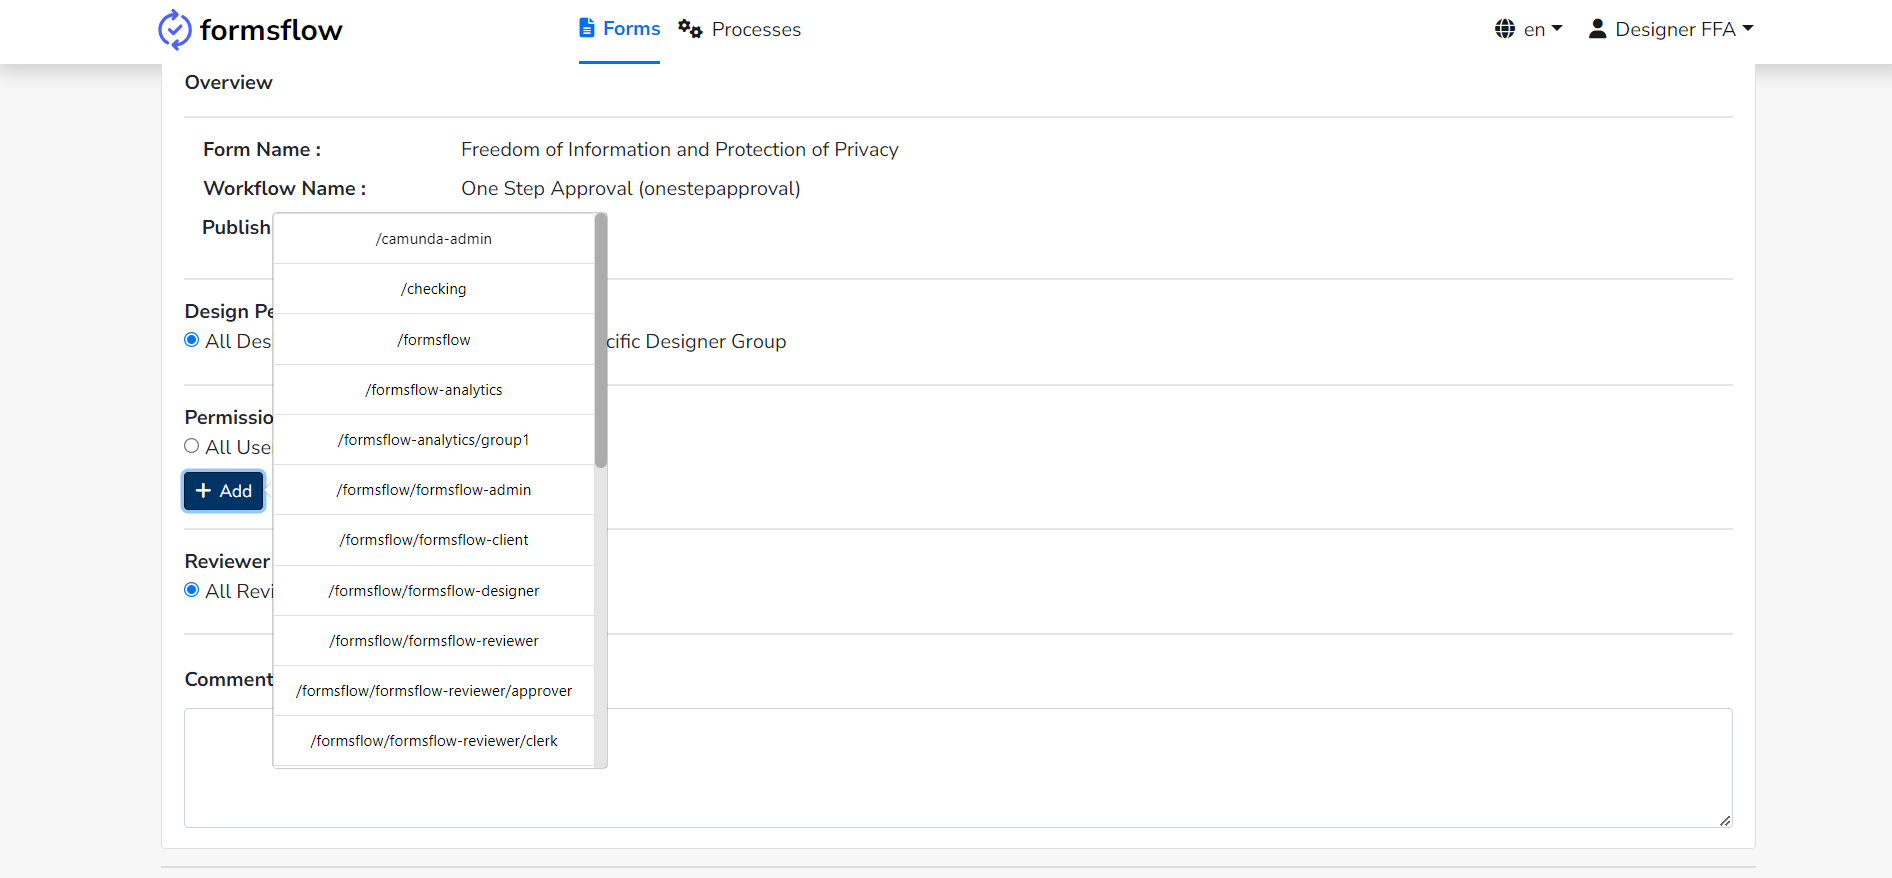 formsflow
Forms
Processes
en
Designer FFA
Overview
Form Name :
Freedom of Information and Protection of Privacy
Workflow Name :
One Step Approval (onestepapproval)
Publish
/camunda-admin
/checking
/formsflow
/formsflow-analytics
/formsflow-analytics/group1
/formsflow/formsflow-admin
/formsflow/formsflow-client
/formsflow/formsflow-designer
/formsflow/formsflow-reviewer
/formsflow/formsflow-reviewer/approver
/formsflow/formsflow-reviewer/clerk
Design Pe
All Des
cific Designer Group
Permissio
All Use
+ Add
Reviewer
All Revi
Comment